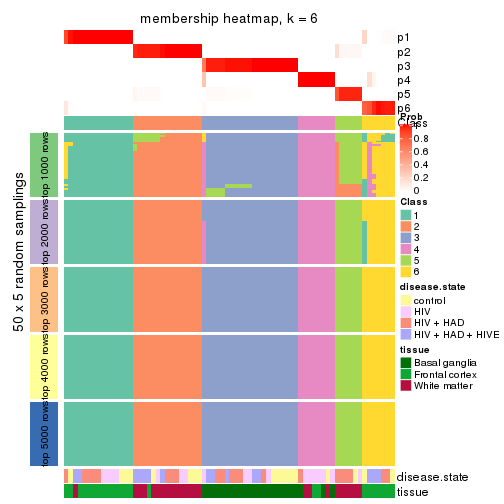 membership heatmap, k = 6
p1
p2
p3
p4
p5
p6
Class
50 x 5 random samplings
top 1000 rows
top 2000 rows
top 3000 rows
top 4000 rows
top 5000 rows
Prob
1
0.8
0.6
0.4
0.2
0
Class
1
2
3
4
5
6
disease.state
control
HIV
HIV + HAD
HIV + HAD + HIVE
tissue
Basal ganglia
Frontal cortex
White matter
disease.state
tissue